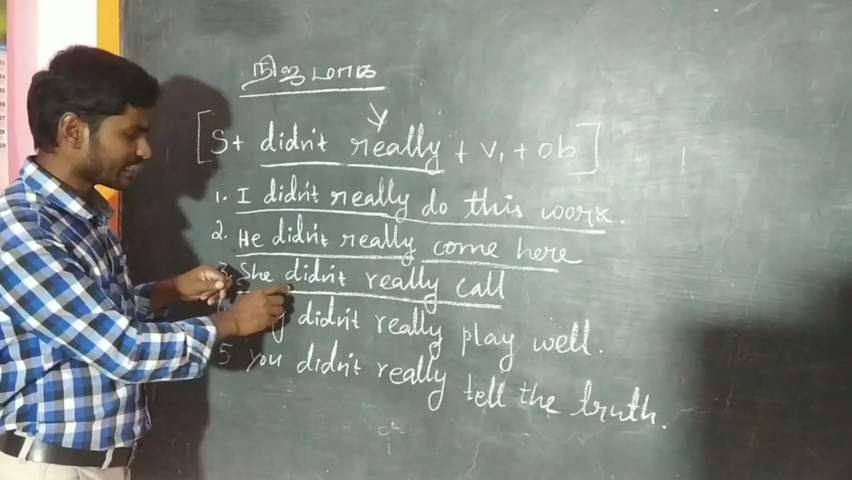 நிஜமாக
[S+ didn't really + V₁ + ob]
1. I didn't really do this work.
2. He didn't really come here
3. She didn't really call
didn't really play well.
5 You didn't really tell the truth.